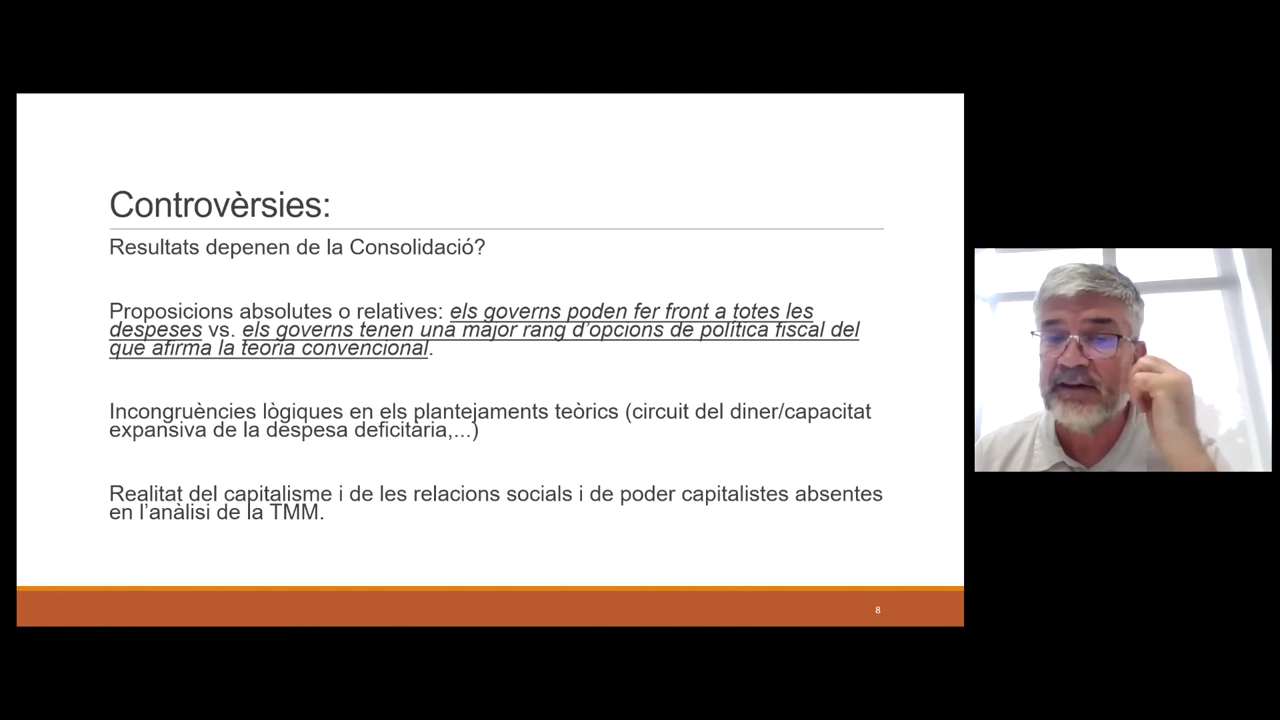 Controvèrsies:
Resultats depenen de la Consolidació?
Proposicions absolutes o relatives: els governs poden fer front a totes les
despeses vs. els governs tenen una major rang d'opcions de política fiscal del
que afirma la teoria convencional.
Incongruències lògiques en els plantejaments teòrics (circuit del diner/capacitat
expansiva de la despesa deficitària,...)
Realitat del capitalisme i de les relacions socials i de poder capitalistes absentes
en l'anàlisi de la TMM.
8